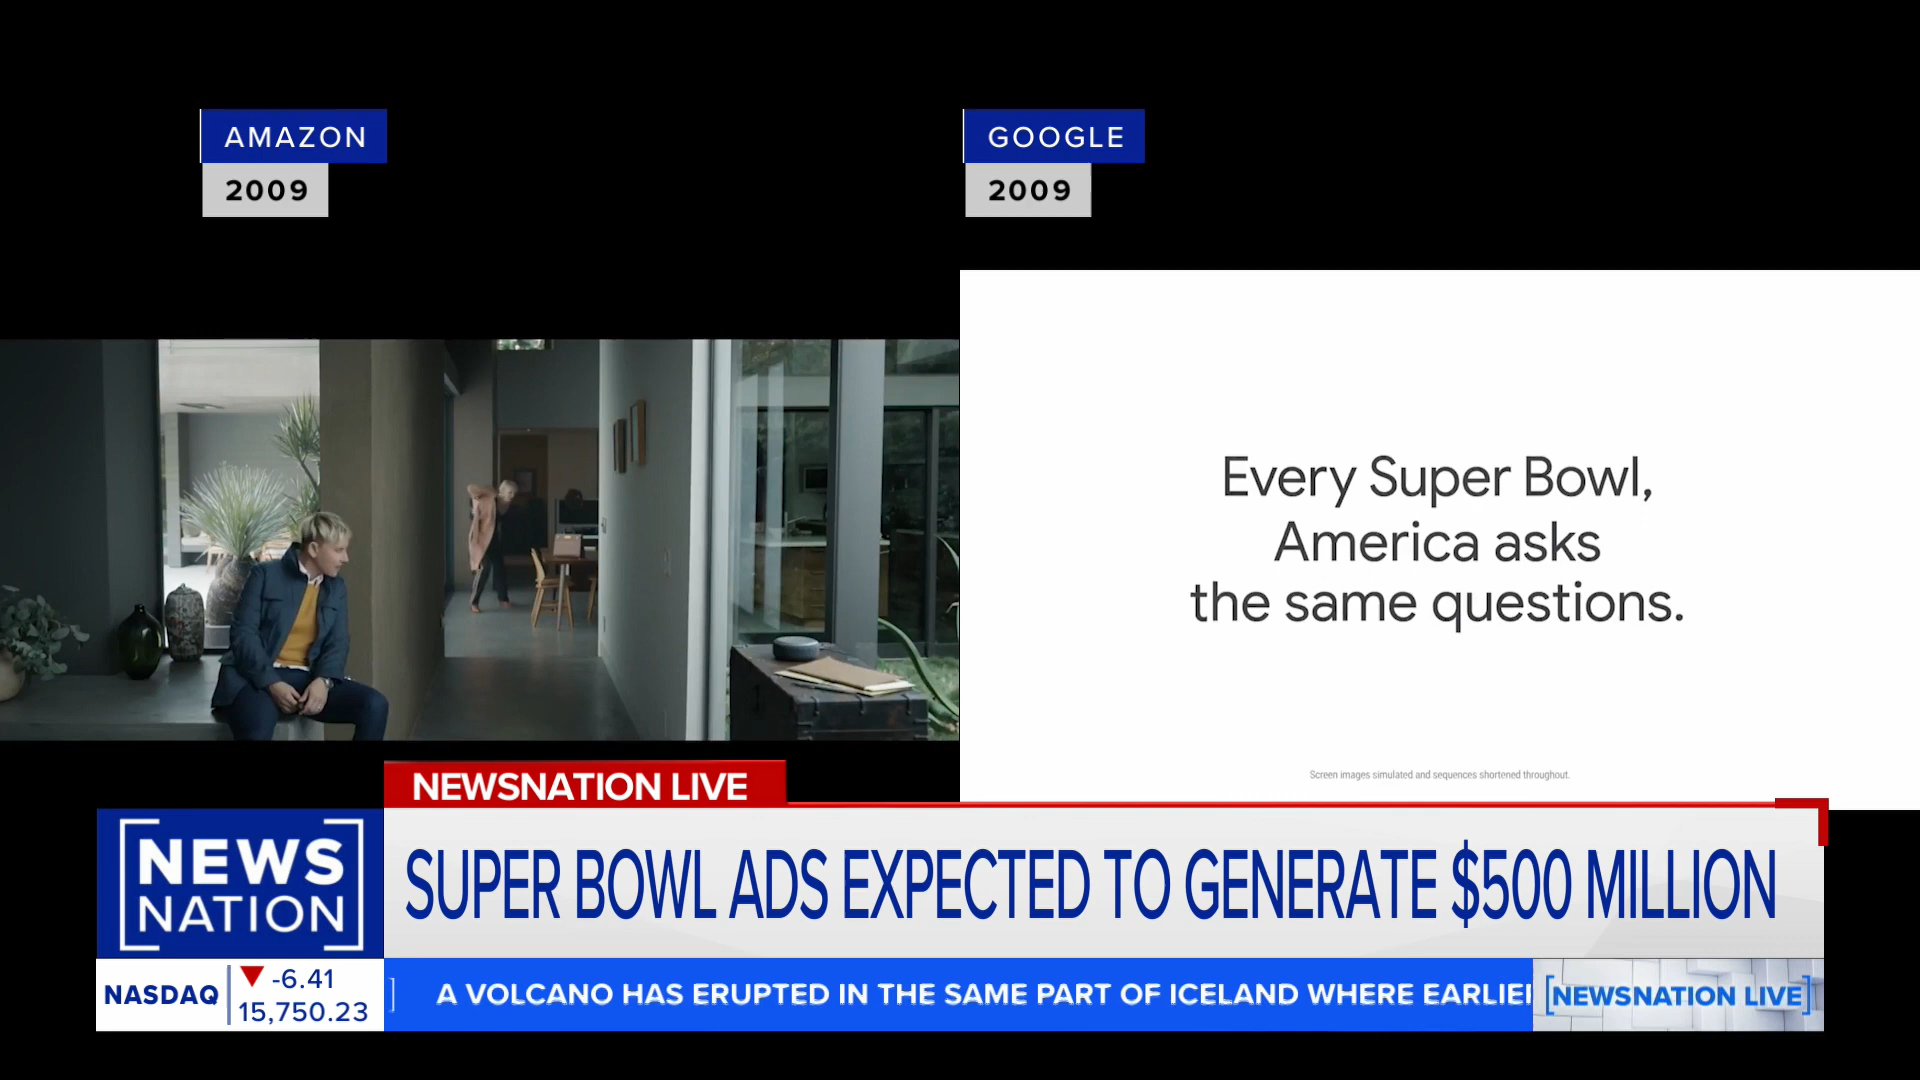 AMAZON
2009
GOOGLE
2009
Every Super Bowl,
America asks
the same questions.
Screen images simulated and sequences shortened throughout.
NEWSNATION LIVE
NEWS
NATION
SUPER BOWL ADS EXPECTED TO GENERATE $500 MILLION
NASDAQ
-6.41
15,750.23
A VOLCANO HAS ERUPTED IN THE SAME PART OF ICELAND WHERE EARLIE
NEWSNATION LIVE